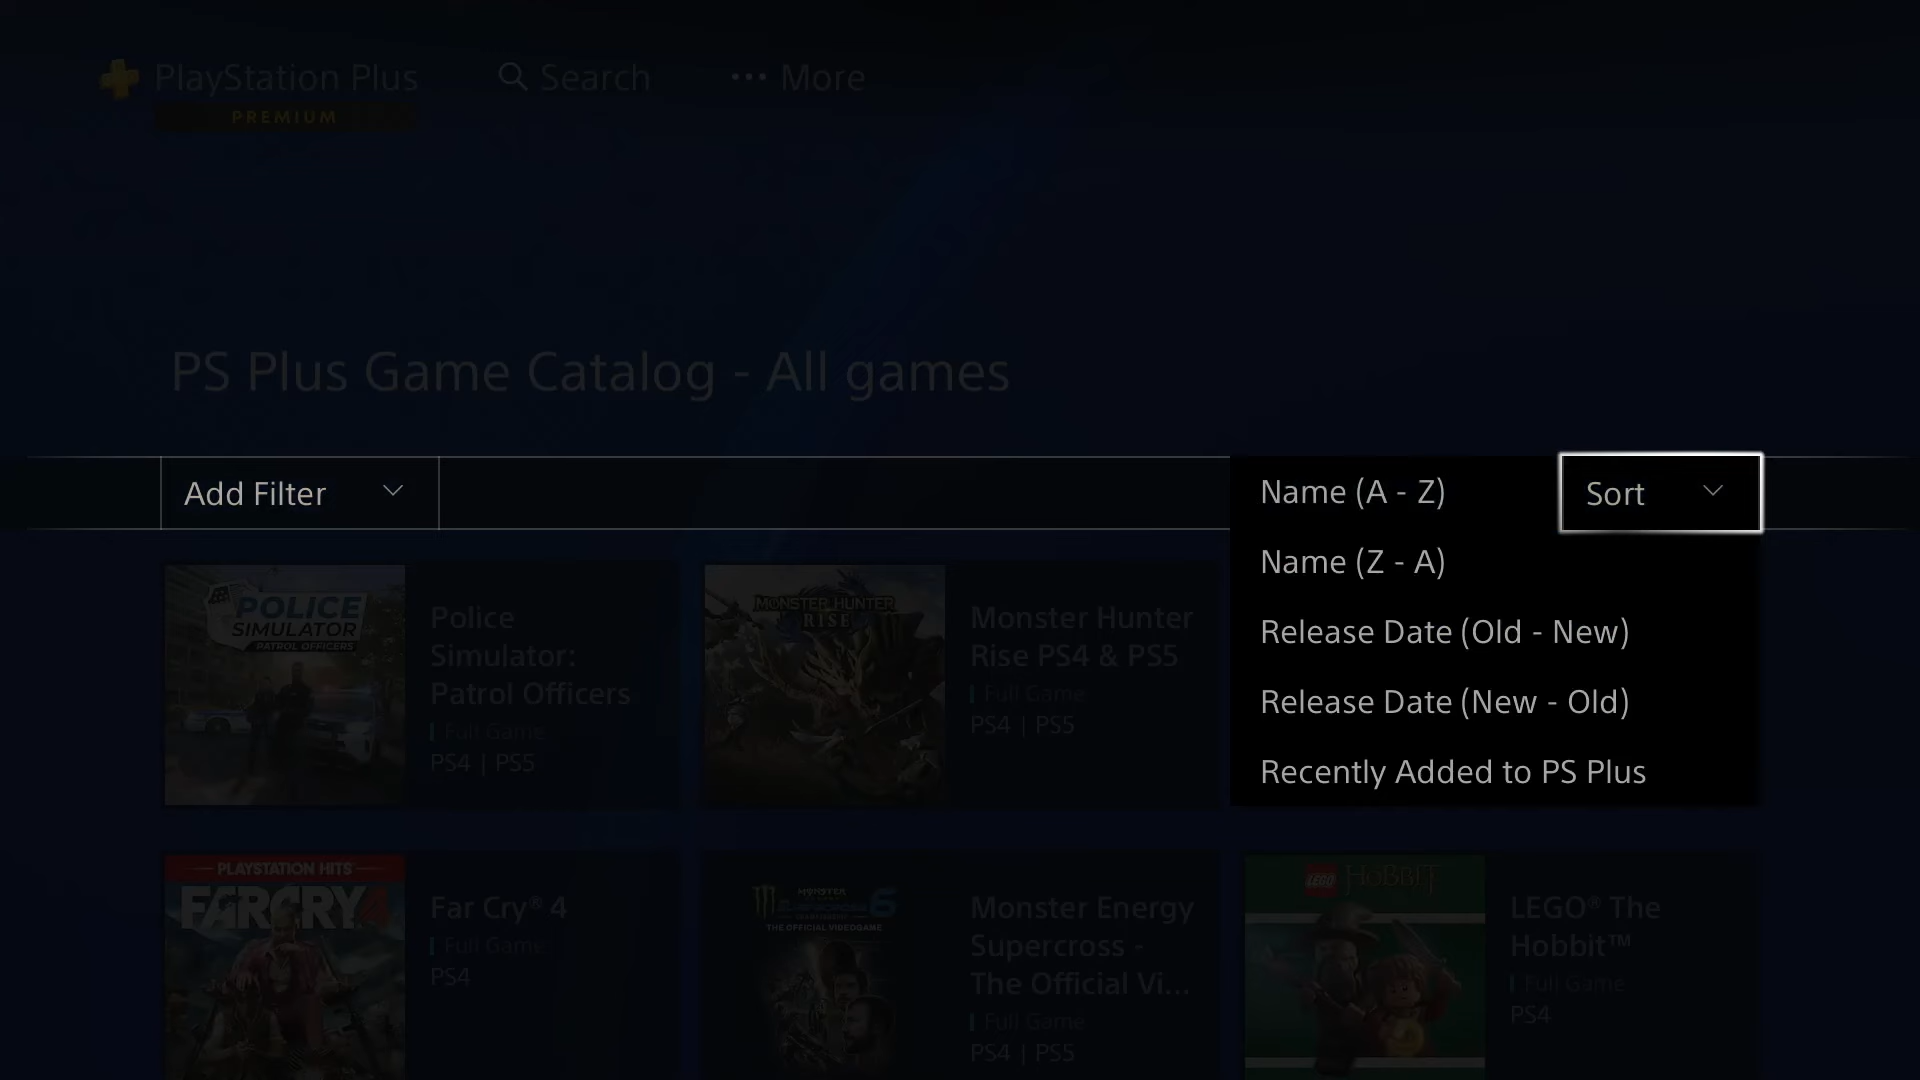 PlayStation Plus
Search
More
PREMIUM
PS Plus Game Catalog - All games
Add Filter
Sort
Name (A - Z)
Name (Z - A)
Release Date (Old - New)
Release Date (New - Old)
Recently Added to PS Plus
POLICE
SIMULATOR
PATROL OFFICERS
Police
Simulator:
Patrol Officers
Full Game
PS4 | PS5
MONSTER HUNTER
RISE
Monster Hunter
Rise PS4 & PS5
Full Game
PS4 | PS5
PLAYSTATION HITS
FARCRY4
Far Cry® 4
Full Game
PS4
MONSTER
6
THE OFFICIAL VIDEOGAME
Monster Energy
Supercross -
The Official Vi...
Full Game
PS4 | PS5
LEGO HOBBIT
LEGO® The
Hobbit™
Full Game
PS4